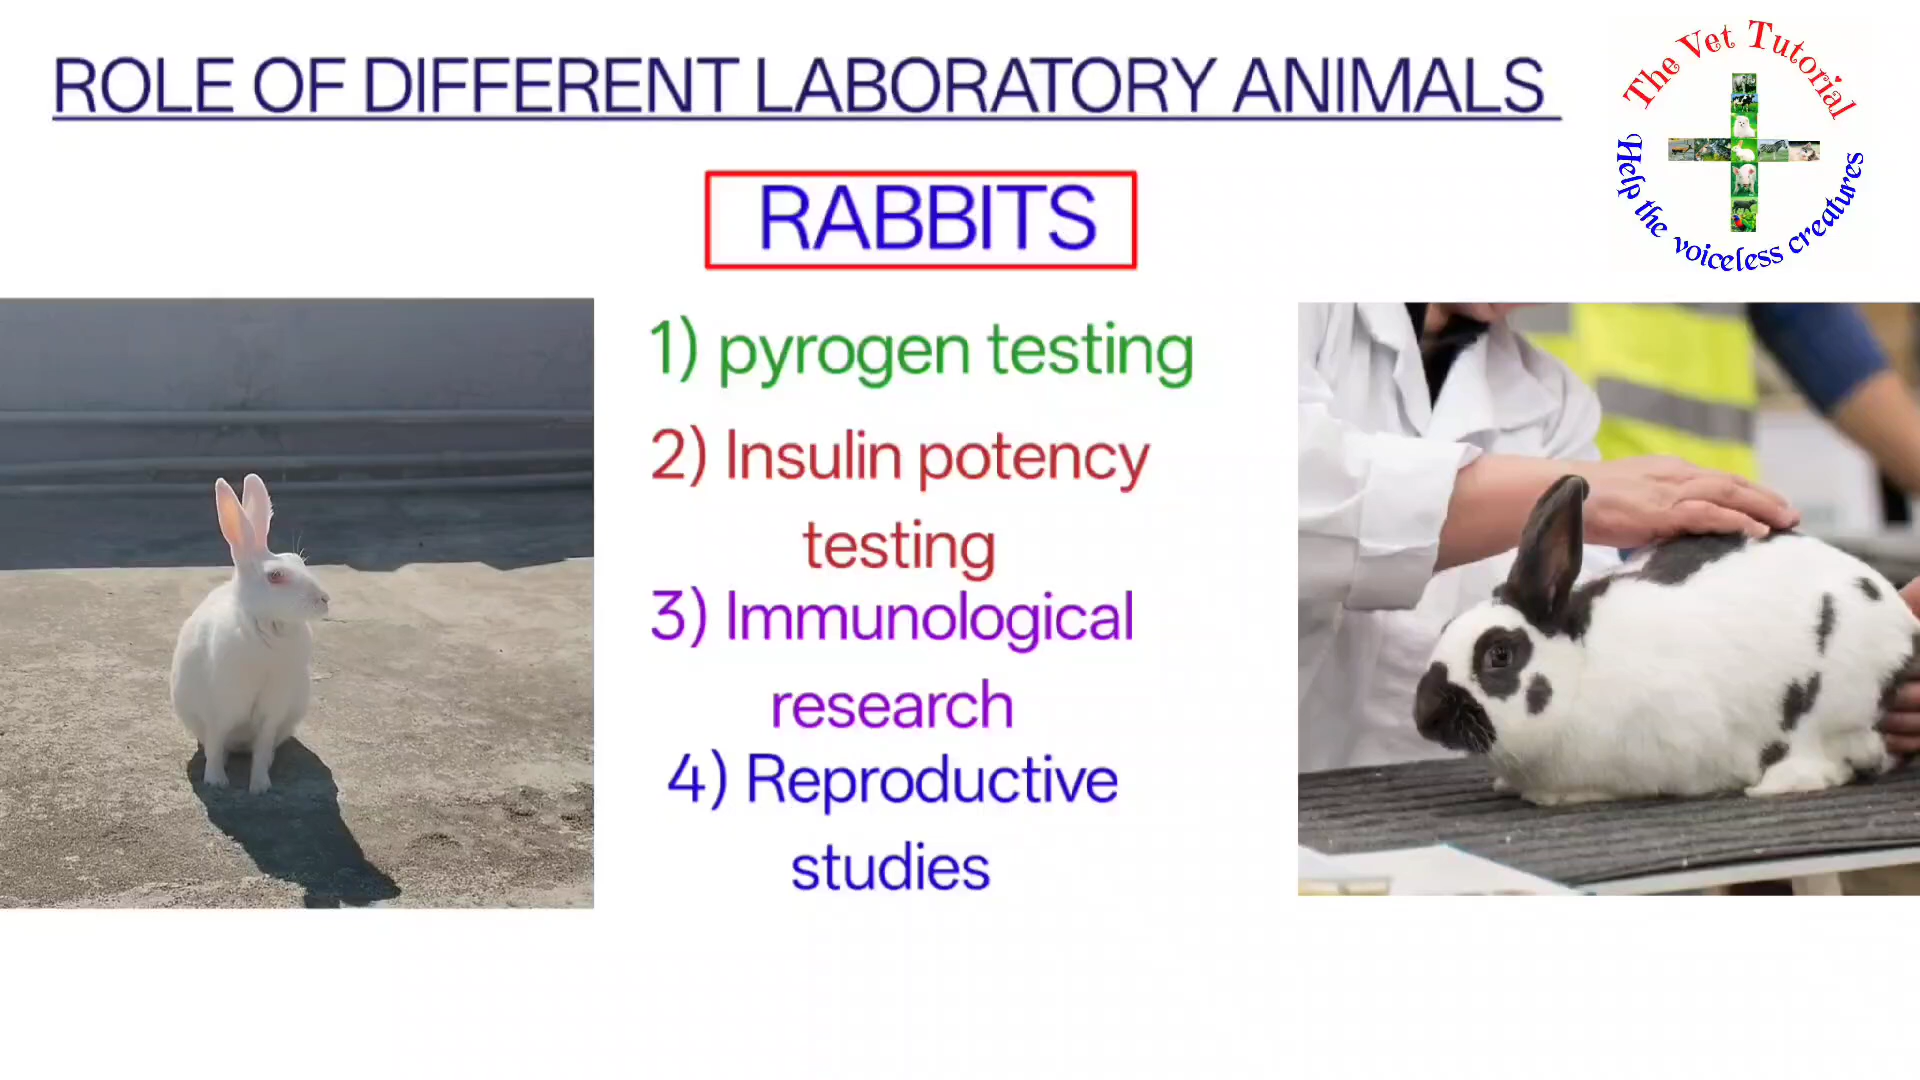 ROLE OF DIFFERENT LABORATORY ANIMALS
The Vet Tutorial
Help the voiceless creatures
RABBITS
1) pyrogen testing
2) Insulin potency
testing
3) Immunological
research
4) Reproductive
studies